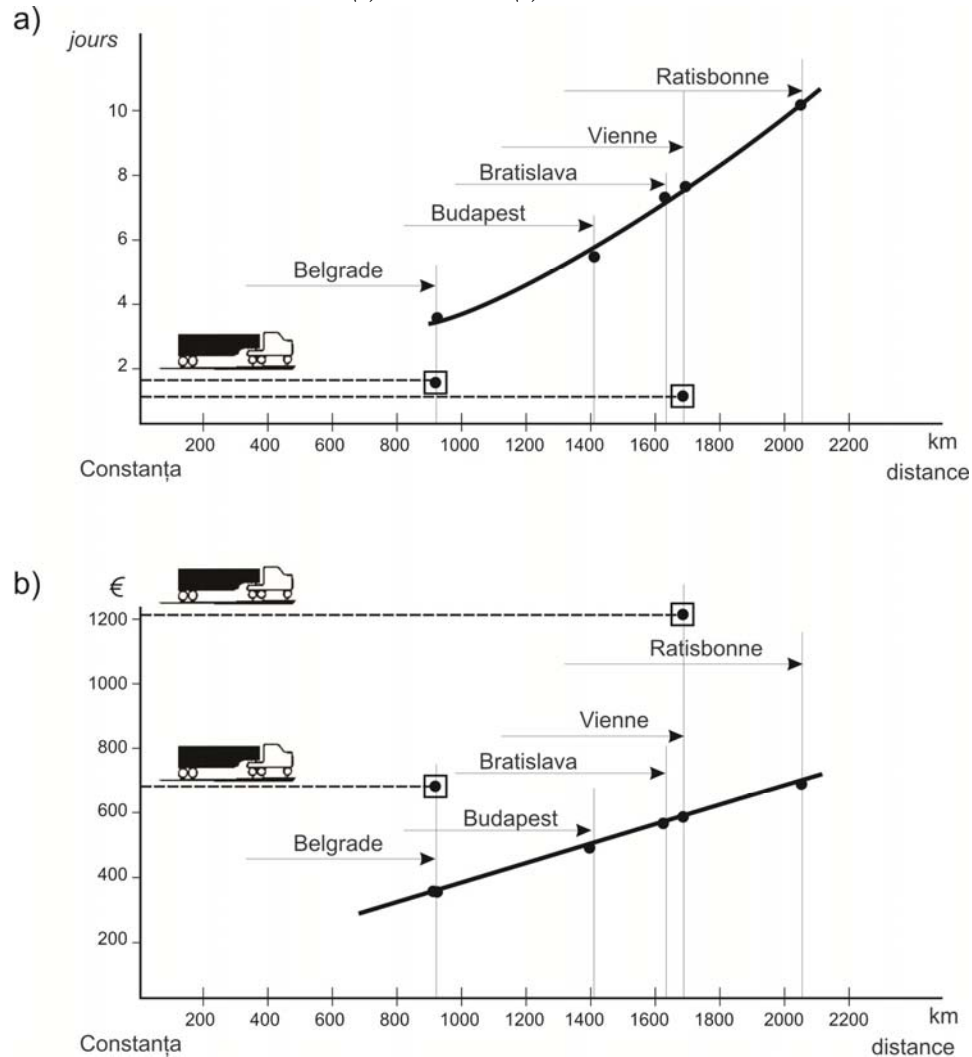 a)
jours
Ratisbonne
10
Vienne
8
Bratislava
Budapest
6
Belgrade
4
2
200 400 600 800 1000 1200 1400 1600 1800 2000 2200 km
Constanța distance
b) €
1200
Ratisbonne
1000
Vienne
800
Bratislava
600
Budapest
Belgrade
400
200
200 400 600 800 1000 1200 1400 1600 1800 2000 2200 km
Constanța distance